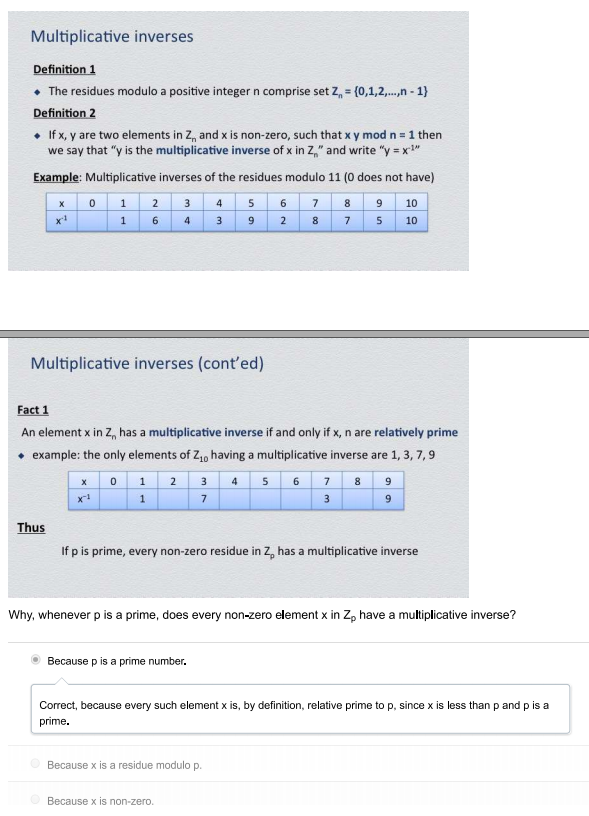 Multiplicative inverses
Definition 1
◆ The residues modulo a positive integer n comprise set Zₙ = {0,1,2,...,n - 1}
Definition 2
◆ If x, y are two elements in Zₙ and x is non-zero, such that x y mod n = 1 then
we say that “y is the multiplicative inverse of x in Zₙ” and write “y = x⁻¹”
Example: Multiplicative inverses of the residues modulo 11 (0 does not have)
x 0 1 2 3 4 5 6 7 8 9 10
x⁻¹ 1 6 4 3 9 2 8 7 5 10
Multiplicative inverses (cont’ed)
Fact 1
An element x in Zₙ has a multiplicative inverse if and only if x, n are relatively prime
◆ example: the only elements of Z₁₀ having a multiplicative inverse are 1, 3, 7, 9
x 0 1 2 3 4 5 6 7 8 9
x⁻¹ 1 7 3 9
Thus
If p is prime, every non-zero residue in Zₚ has a multiplicative inverse
Why, whenever p is a prime, does every non-zero element x in Zₚ have a multiplicative inverse?
Because p is a prime number.
Correct, because every such element x is, by definition, relative prime to p, since x is less than p and p is a
prime.
Because x is a residue modulo p.
Because x is non-zero.